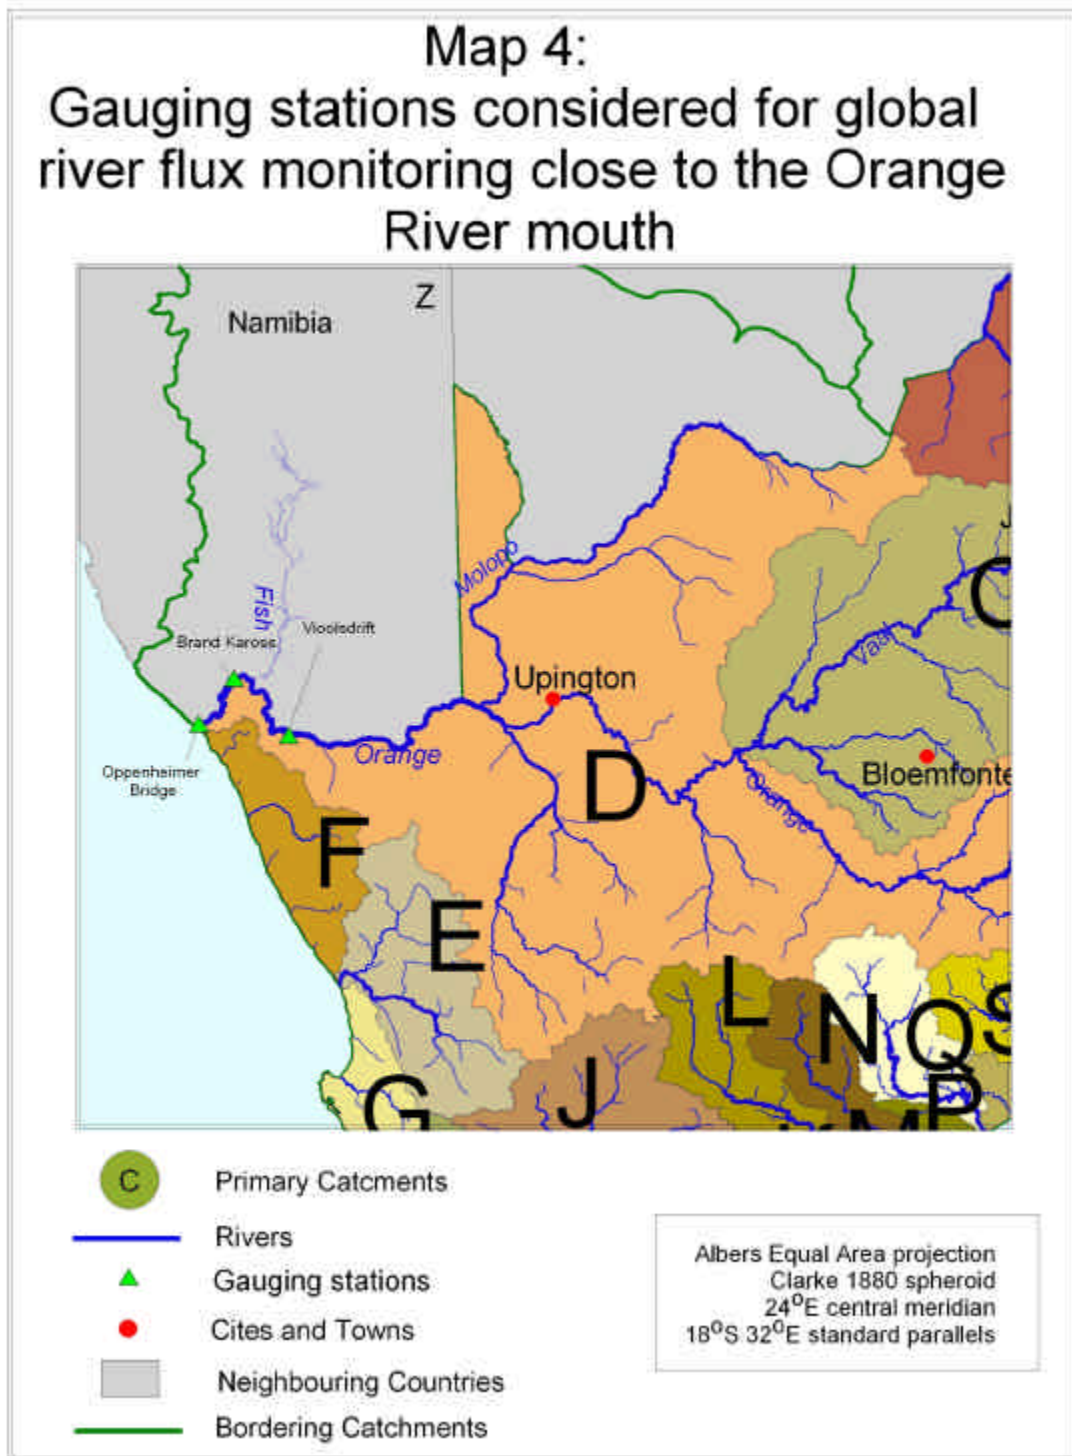 Map 4:
Gauging stations considered for global
river flux monitoring close to the Orange
River mouth
Z
Namibia
Molopo
Fish
Vioolsdrift
Brand Kaross
C
Vaal
Upington
Orange
Oppenheimer
Bridge
D
Bloemfonte
Orange
F
E
L
N
Q
S
J
G
P
M
C
Primary Catcments
Rivers
Gauging stations
Cites and Towns
Neighbouring Countries
Bordering Catchments
Albers Equal Area projection
Clarke 1880 spheroid
24°E central meridian
18°S 32°E standard parallels